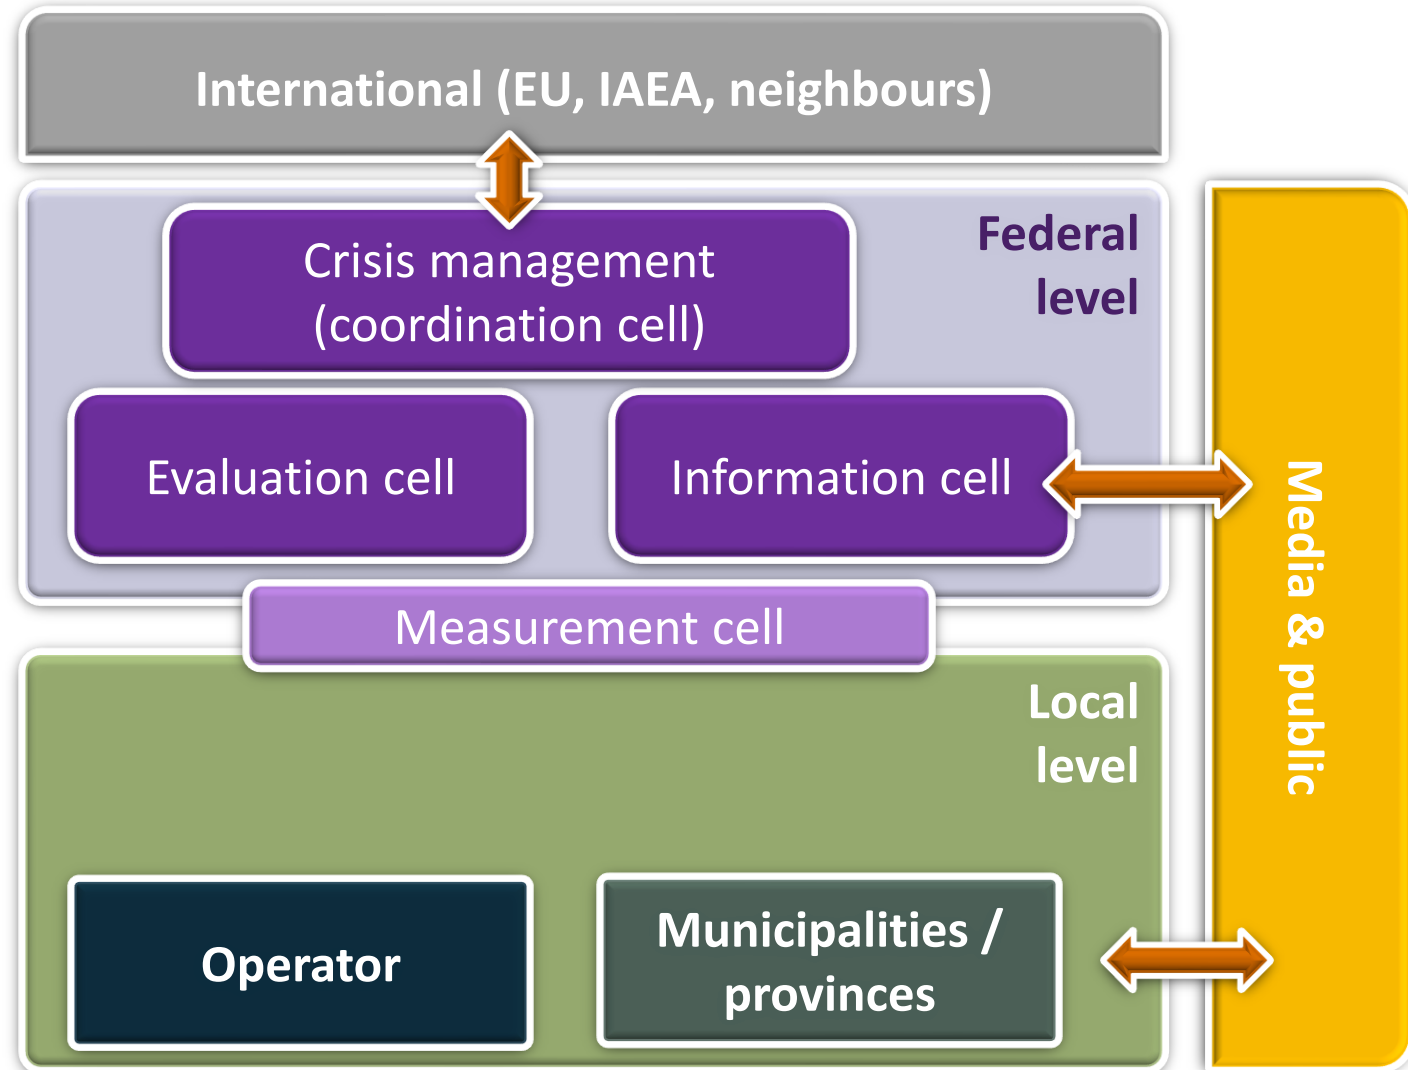 International (EU, IAEA, neighbours)
Crisis management
(coordination cell)
Federal
level
Evaluation cell
Information cell
Measurement cell
Media & public
Local
level
Operator
Municipalities /
provinces